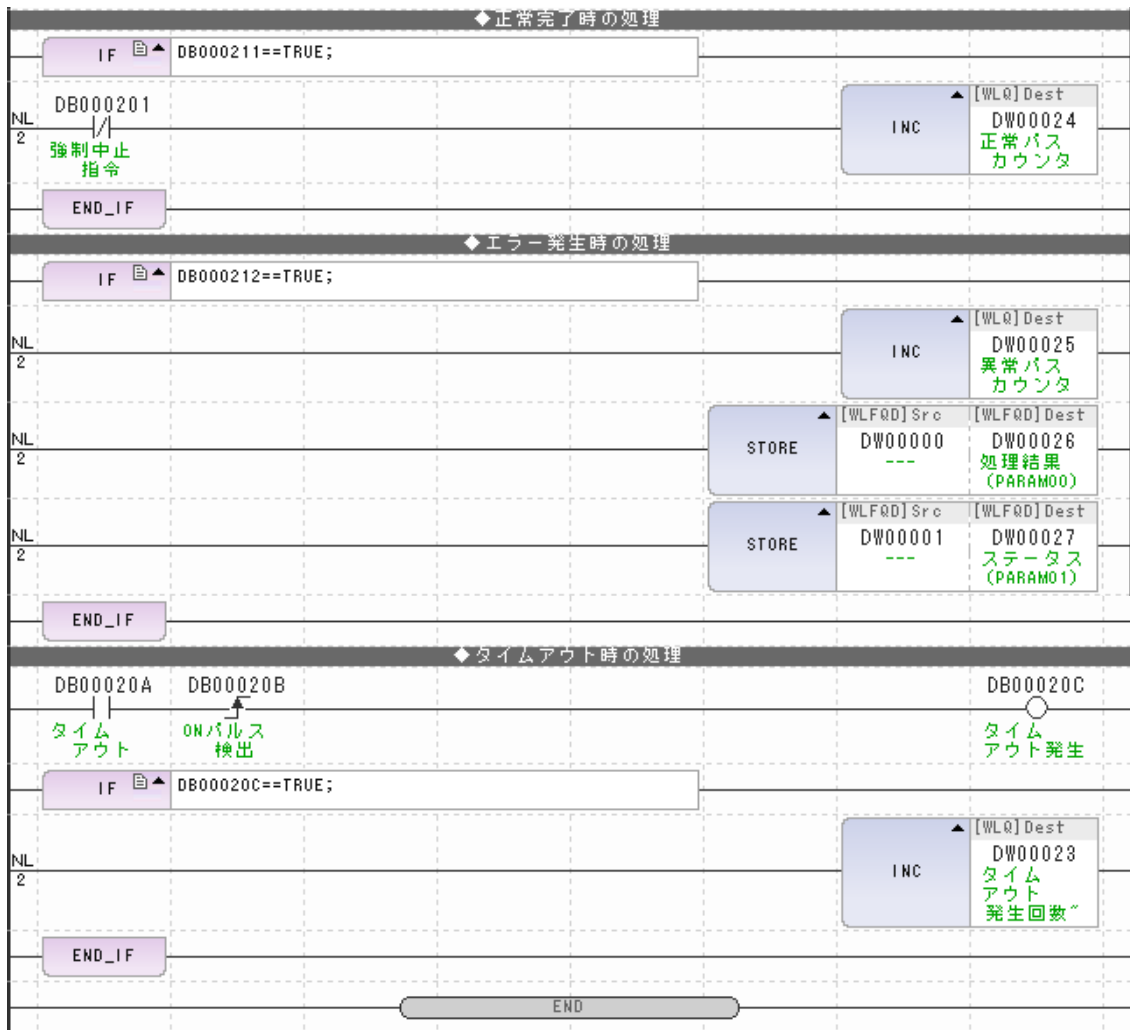 ◆正常完了時の処理
IF DB000211==TRUE;
DB000201
[WLQ]Dest
NL
2
INC
DW00024
強制中止
指令
正常パス
カウンタ
END_IF
◆エラー発生時の処理
IF DB000212==TRUE;
[WLQ]Dest
NL
2
INC
DW00025
異常パス
カウンタ
[WLFQD]Src [WLFQD]Dest
NL
2
STORE
DW00000 DW00026
--- 処理結果
(PARAM00)
[WLFQD]Src [WLFQD]Dest
NL
2
STORE
DW00001 DW00027
--- ステータス
(PARAM01)
END_IF
◆タイムアウト時の処理
DB00020A DB00020B DB00020C
タイム
アウト
ONパルス
検出
タイム
アウト発生
IF DB00020C==TRUE;
[WLQ]Dest
NL
2
INC
DW00023
タイム
アウト
発生回数~
END_IF
END